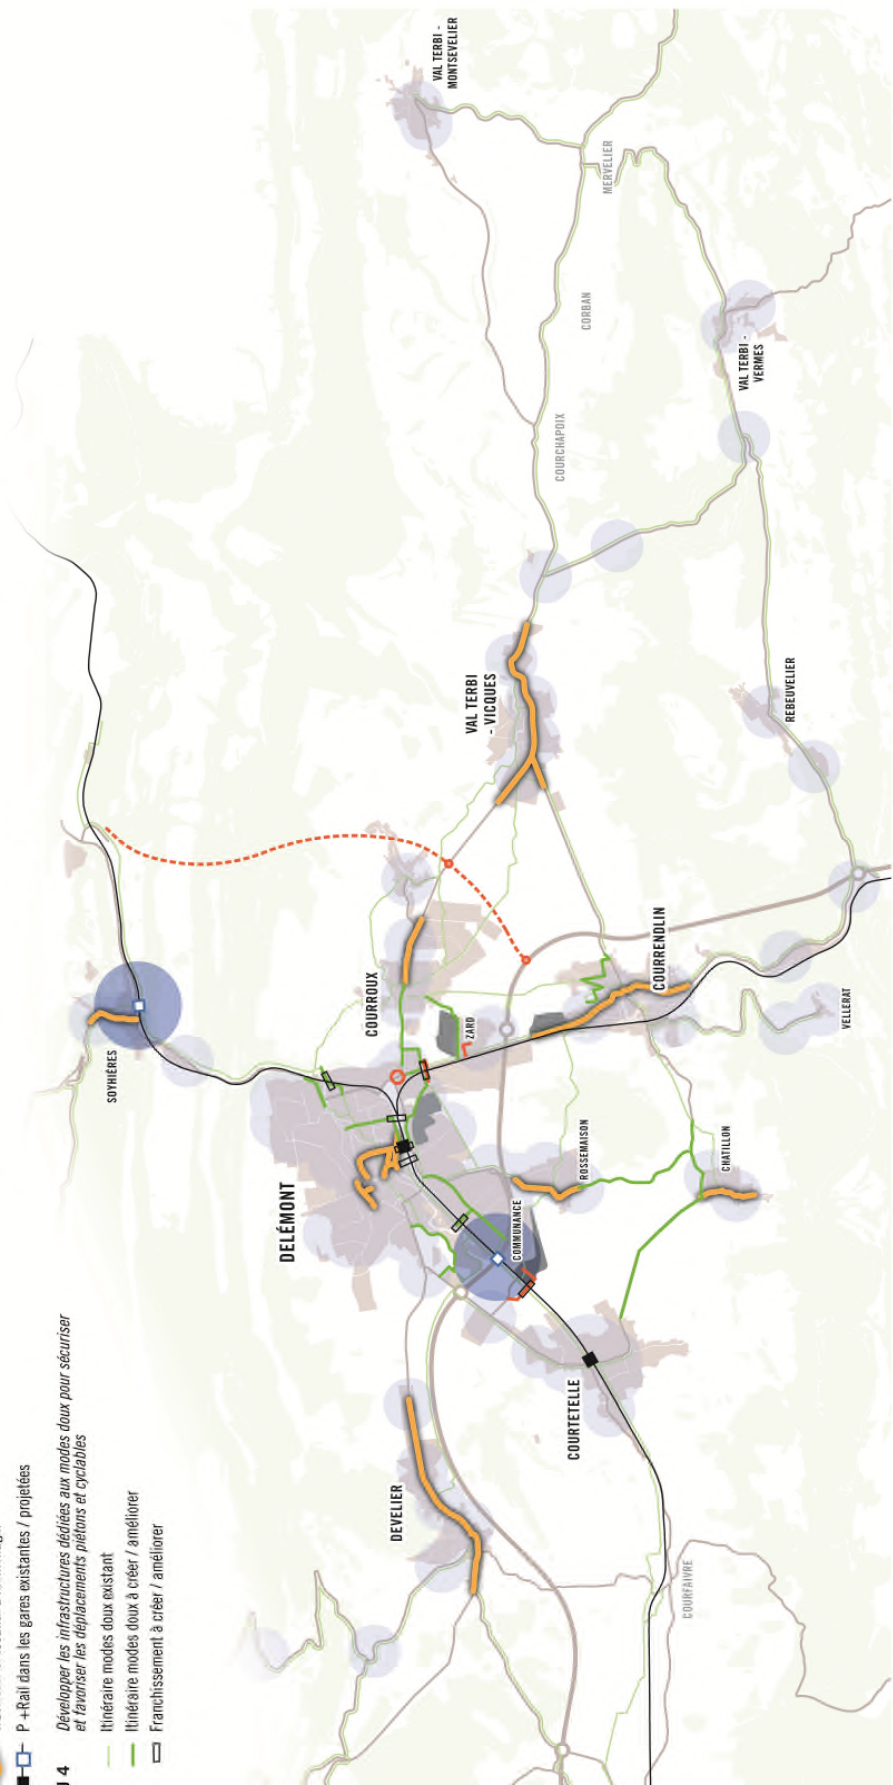 P +Rail dans les gares existantes / projetées
J 4
Développer les infrastructures dédiées aux modes doux pour sécuriser
et favoriser les déplacements piétons et cyclables
Itinéraire modes doux existant
Itinéraire modes doux à créer / améliorer
Franchissement à créer / améliorer
VAL TERBI -
MONTSEVELIER
MERVELIER
CORBAN
VAL TERBI -
VERMES
COURCHAPOIX
VAL TERBI
- VICQUES
REBEUVELIER
COURROUX
COURRENDLIN
SOYHIÈRES
ZARD
VELLERAT
DELÉMONT
ROSSEMAISON
CHATILLON
COMMUNANCE
COURTETELLE
DEVELIER
COURFAIVRE